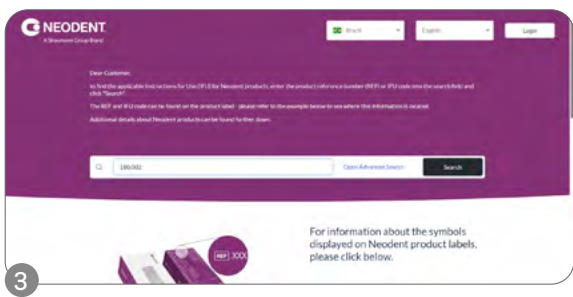 NEODENT
A Straumann Group Brand
Brazil
English
Login
Dear Customer,
To find the applicable Instructions for Use (IFU) for Neodent products, enter the product reference number (REF) or IFU code into the search field and
click "Search".
The REF and IFU code can be found on the product label - please refer to the example below to see where this information is located.
Additional details about Neodent products can be found further down.
Open Advanced Search
Search
For information about the symbols
displayed on Neodent product labels,
please click below.
REF XXX
3